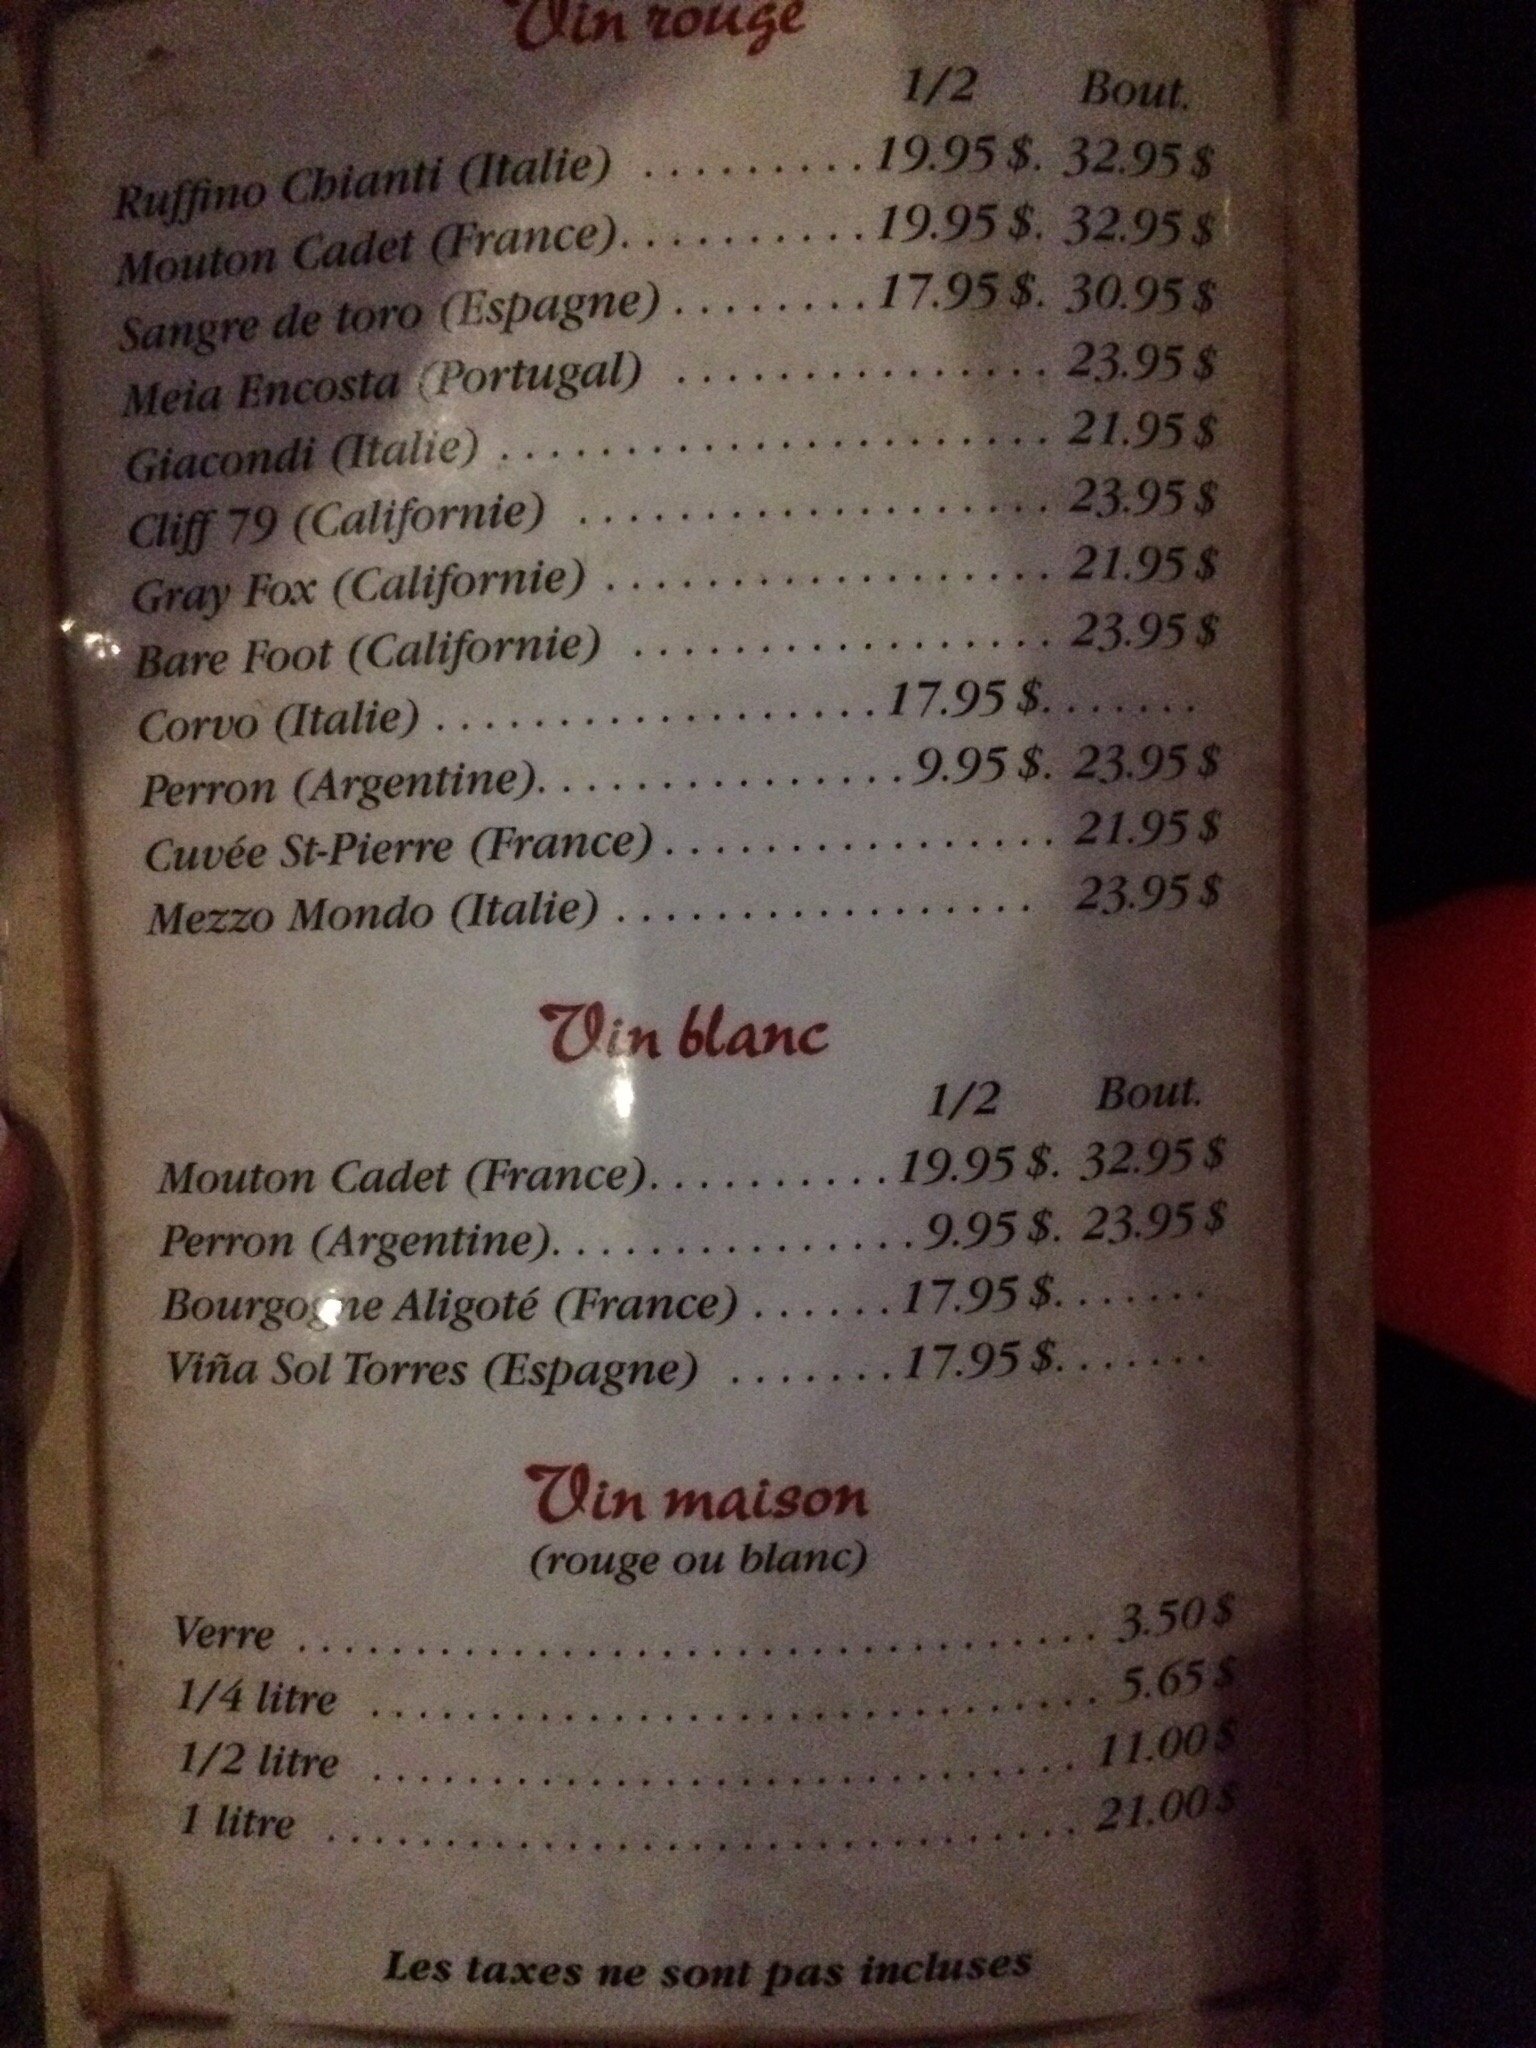 Vin rouge
1/2 Bout.
Ruffino Chianti (Italie) ......... 19.95 $. 32.95 $
Mouton Cadet (France).......... 19.95 $. 32.95 $
Sangre de toro (Espagne) ........ 17.95 $. 30.95 $
Meia Encosta (Portugal) ............... 23.95 $
Giacondi (Italie) ...................... 21.95 $
Cliff 79 (Californie) ................... 23.95 $
Gray Fox (Californie) .................. 21.95 $
Bare Foot (Californie) ................. 23.95 $
Corvo (Italie) .................. 17.95 $.......
Perron (Argentine)............... 9.95 $. 23.95 $
Cuvée St-Pierre (France) ................ 21.95 $
Mezzo Mondo (Italie) ................. 23.95 $
Vin blanc
1/2 Bout.
Mouton Cadet (France).......... 19.95 $. 32.95 $
Perron (Argentine)............... 9.95 $. 23.95 $
Bourgogne Aligoté (France) ...... 17.95 $.......
Viña Sol Torres (Espagne) ....... 17.95 $.......
Vin maison
(rouge ou blanc)
Verre ................................. 3.50 $
1/4 litre .............................. 5.65 $
1/2 litre ............................. 11.00 $
1 litre ............................... 21.00 $
Les taxes ne sont pas incluses